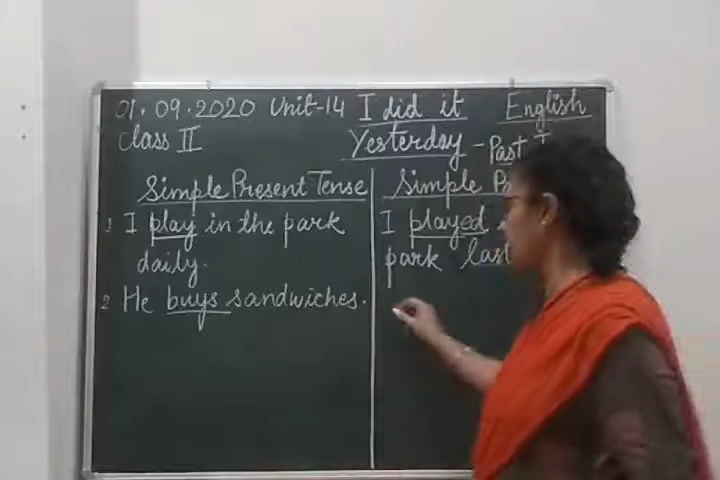 01.09.2020 Unit-14 I did it English
Class II Yesterday - Past T
Simple Present Tense
1 I play in the park
daily.
2 He buys sandwiches.
Simple
I played
park last